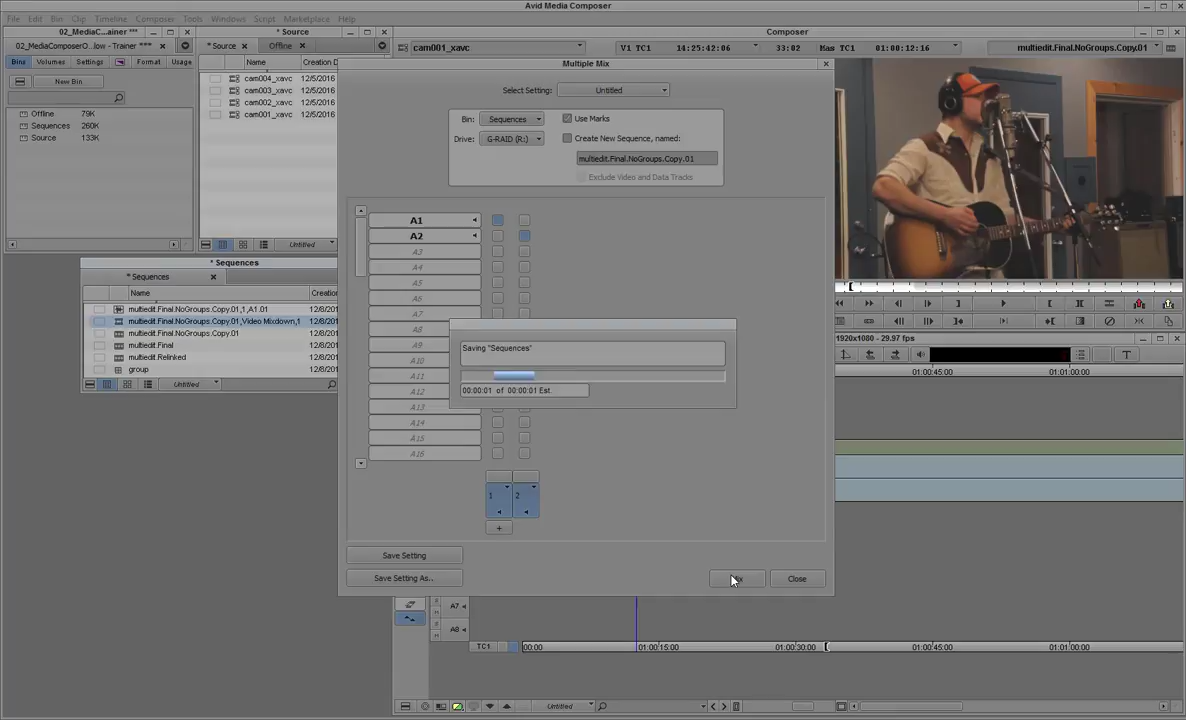 Avid Media Composer
File Edit Bin Clip Timeline Composer Tools Windows Script Marketplace Help
02_MediaC...ainer ***
* Source
Composer
02_MediaComposerO...low - Trainer ***
* Source
Offline
cam001_xavc
V1 TC1
14:25:42:06
33:02
Mas TC1
01:00:12:16
multiedit.Final.NoGroups.Copy.01
Bins
Volumes
Settings
Format
Usage
Name
Creation D
New Bin
cam004_xavc 12/5/2016
cam003_xavc 12/5/2016
cam002_xavc 12/5/2016
cam001_xavc 12/5/2016
Offline 79K
Sequences 260K
Source 133K
Untitled
Multiple Mix
Select Setting:
Untitled
Bin:
Sequences
Use Marks
Drive:
G-RAID (R:)
Create New Sequence, named:
multiedit.Final.NoGroups.Copy.01
Exclude Video and Data Tracks
A1
A2
A3
A4
A5
A6
A7
A8
A9
A10
A11
A12
A13
A14
A15
A16
Saving "Sequences"
00:00:01 of 00:00:01 Est.
1
2
+
Save Setting
Save Setting As..
Close
* Sequences
* Sequences
Name
Creation
multiedit.Final.NoGroups.Copy.01,1,A1.01 12/8/201
multiedit.Final.NoGroups.Copy.01,Video Mixdown,1 12/8/201
multiedit.Final.NoGroups.Copy.01 12/8/201
multiedit.Final 12/8/201
multiedit.Relinked 12/8/201
group 12/8/201
Untitled
1920x1080 - 29.97 fps
T
01:00:45:00
01:01:00:00
A7
A8
TC1
00:00
01:00:15:00
01:00:30:00
01:00:45:00
01:01:00:00
Untitled